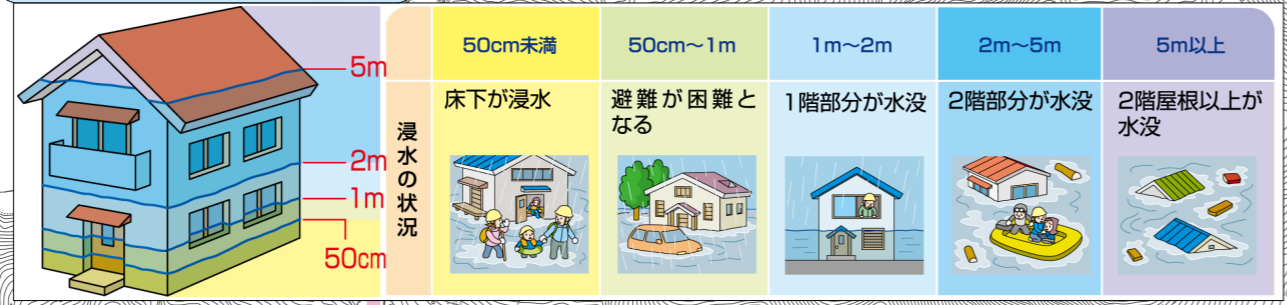 5m
2m
1m
50cm
浸水の状況
50cm未満
50cm～1m
1m～2m
2m～5m
5m以上
床下が浸水
避難が困難と
なる
1階部分が水没
2階部分が水没
2階屋根以上が
水没